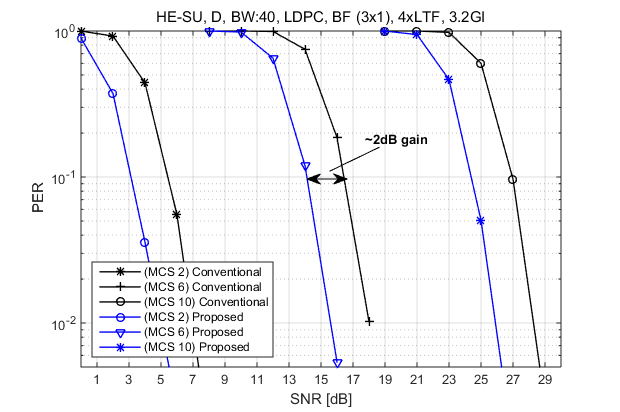 HE-SU, D, BW:40, LDPC, BF (3x1), 4xLTF, 3.2GI
10^0
10^-1
10^-2
PER
~2dB gain
(MCS 2) Conventional
(MCS 6) Conventional
(MCS 10) Conventional
(MCS 2) Proposed
(MCS 6) Proposed
(MCS 10) Proposed
1 3 5 7 9 11 13 15 17 19 21 23 25 27 29
SNR [dB]